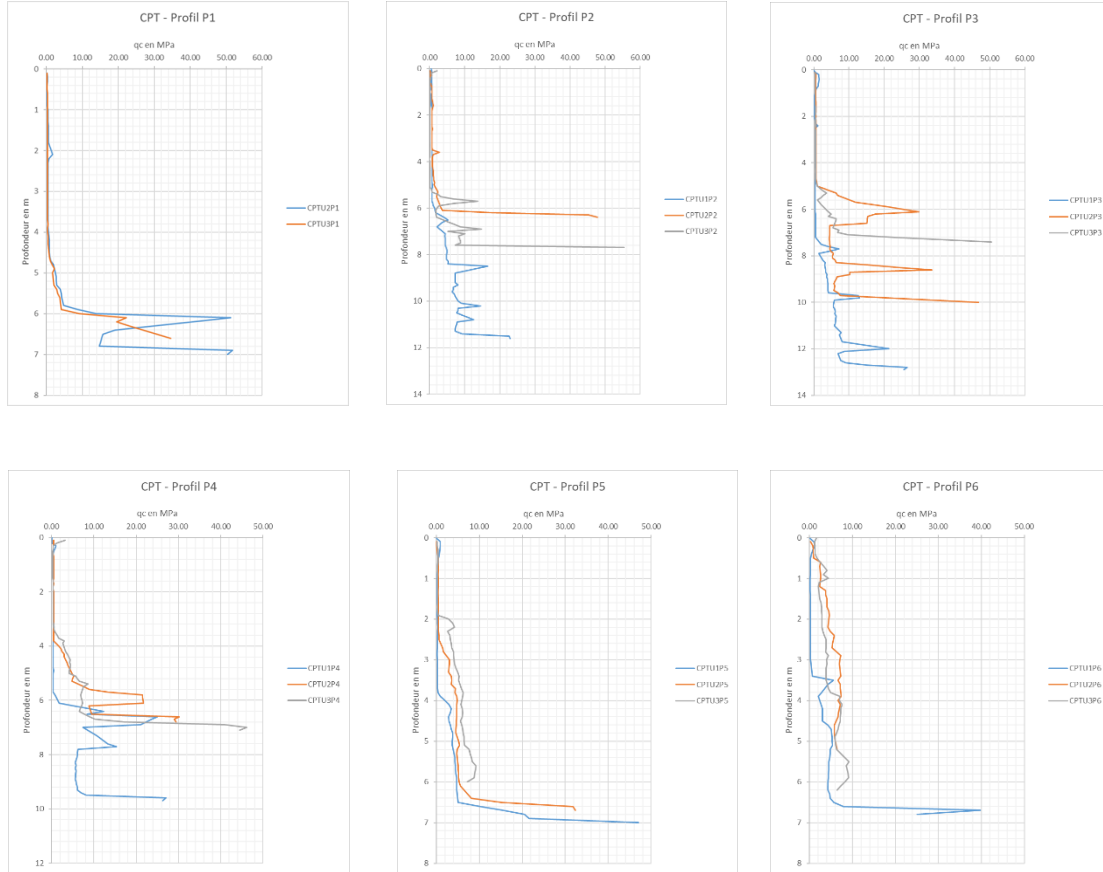 CPT - Profil P1
qc en MPa
0.00 10.00 20.00 30.00 40.00 50.00 60.00
0
1
2
3
4
5
6
7
8
Profondeur en m
CPTU2P1
CPTU3P1
CPT - Profil P2
qc en MPa
0.00 10.00 20.00 30.00 40.00 50.00 60.00
0
2
4
6
8
10
12
14
Profondeur en m
CPTU1P2
CPTU2P2
CPTU3P2
CPT - Profil P3
qc en MPa
0.00 10.00 20.00 30.00 40.00 50.00 60.00
0
2
4
6
8
10
12
14
Profondeur en m
CPTU1P3
CPTU2P3
CPTU3P3
CPT - Profil P4
qc en MPa
0.00 10.00 20.00 30.00 40.00 50.00
0
2
4
6
8
10
12
Profondeur en m
CPTU1P4
CPTU2P4
CPTU3P4
CPT - Profil P5
qc en MPa
0.00 10.00 20.00 30.00 40.00 50.00
0
1
2
3
4
5
6
7
8
Profondeur en m
CPTU1P5
CPTU2P5
CPTU3P5
CPT - Profil P6
qc en MPa
0.00 10.00 20.00 30.00 40.00 50.00
0
1
2
3
4
5
6
7
8
Profondeur en m
CPTU1P6
CPTU2P6
CPTU3P6